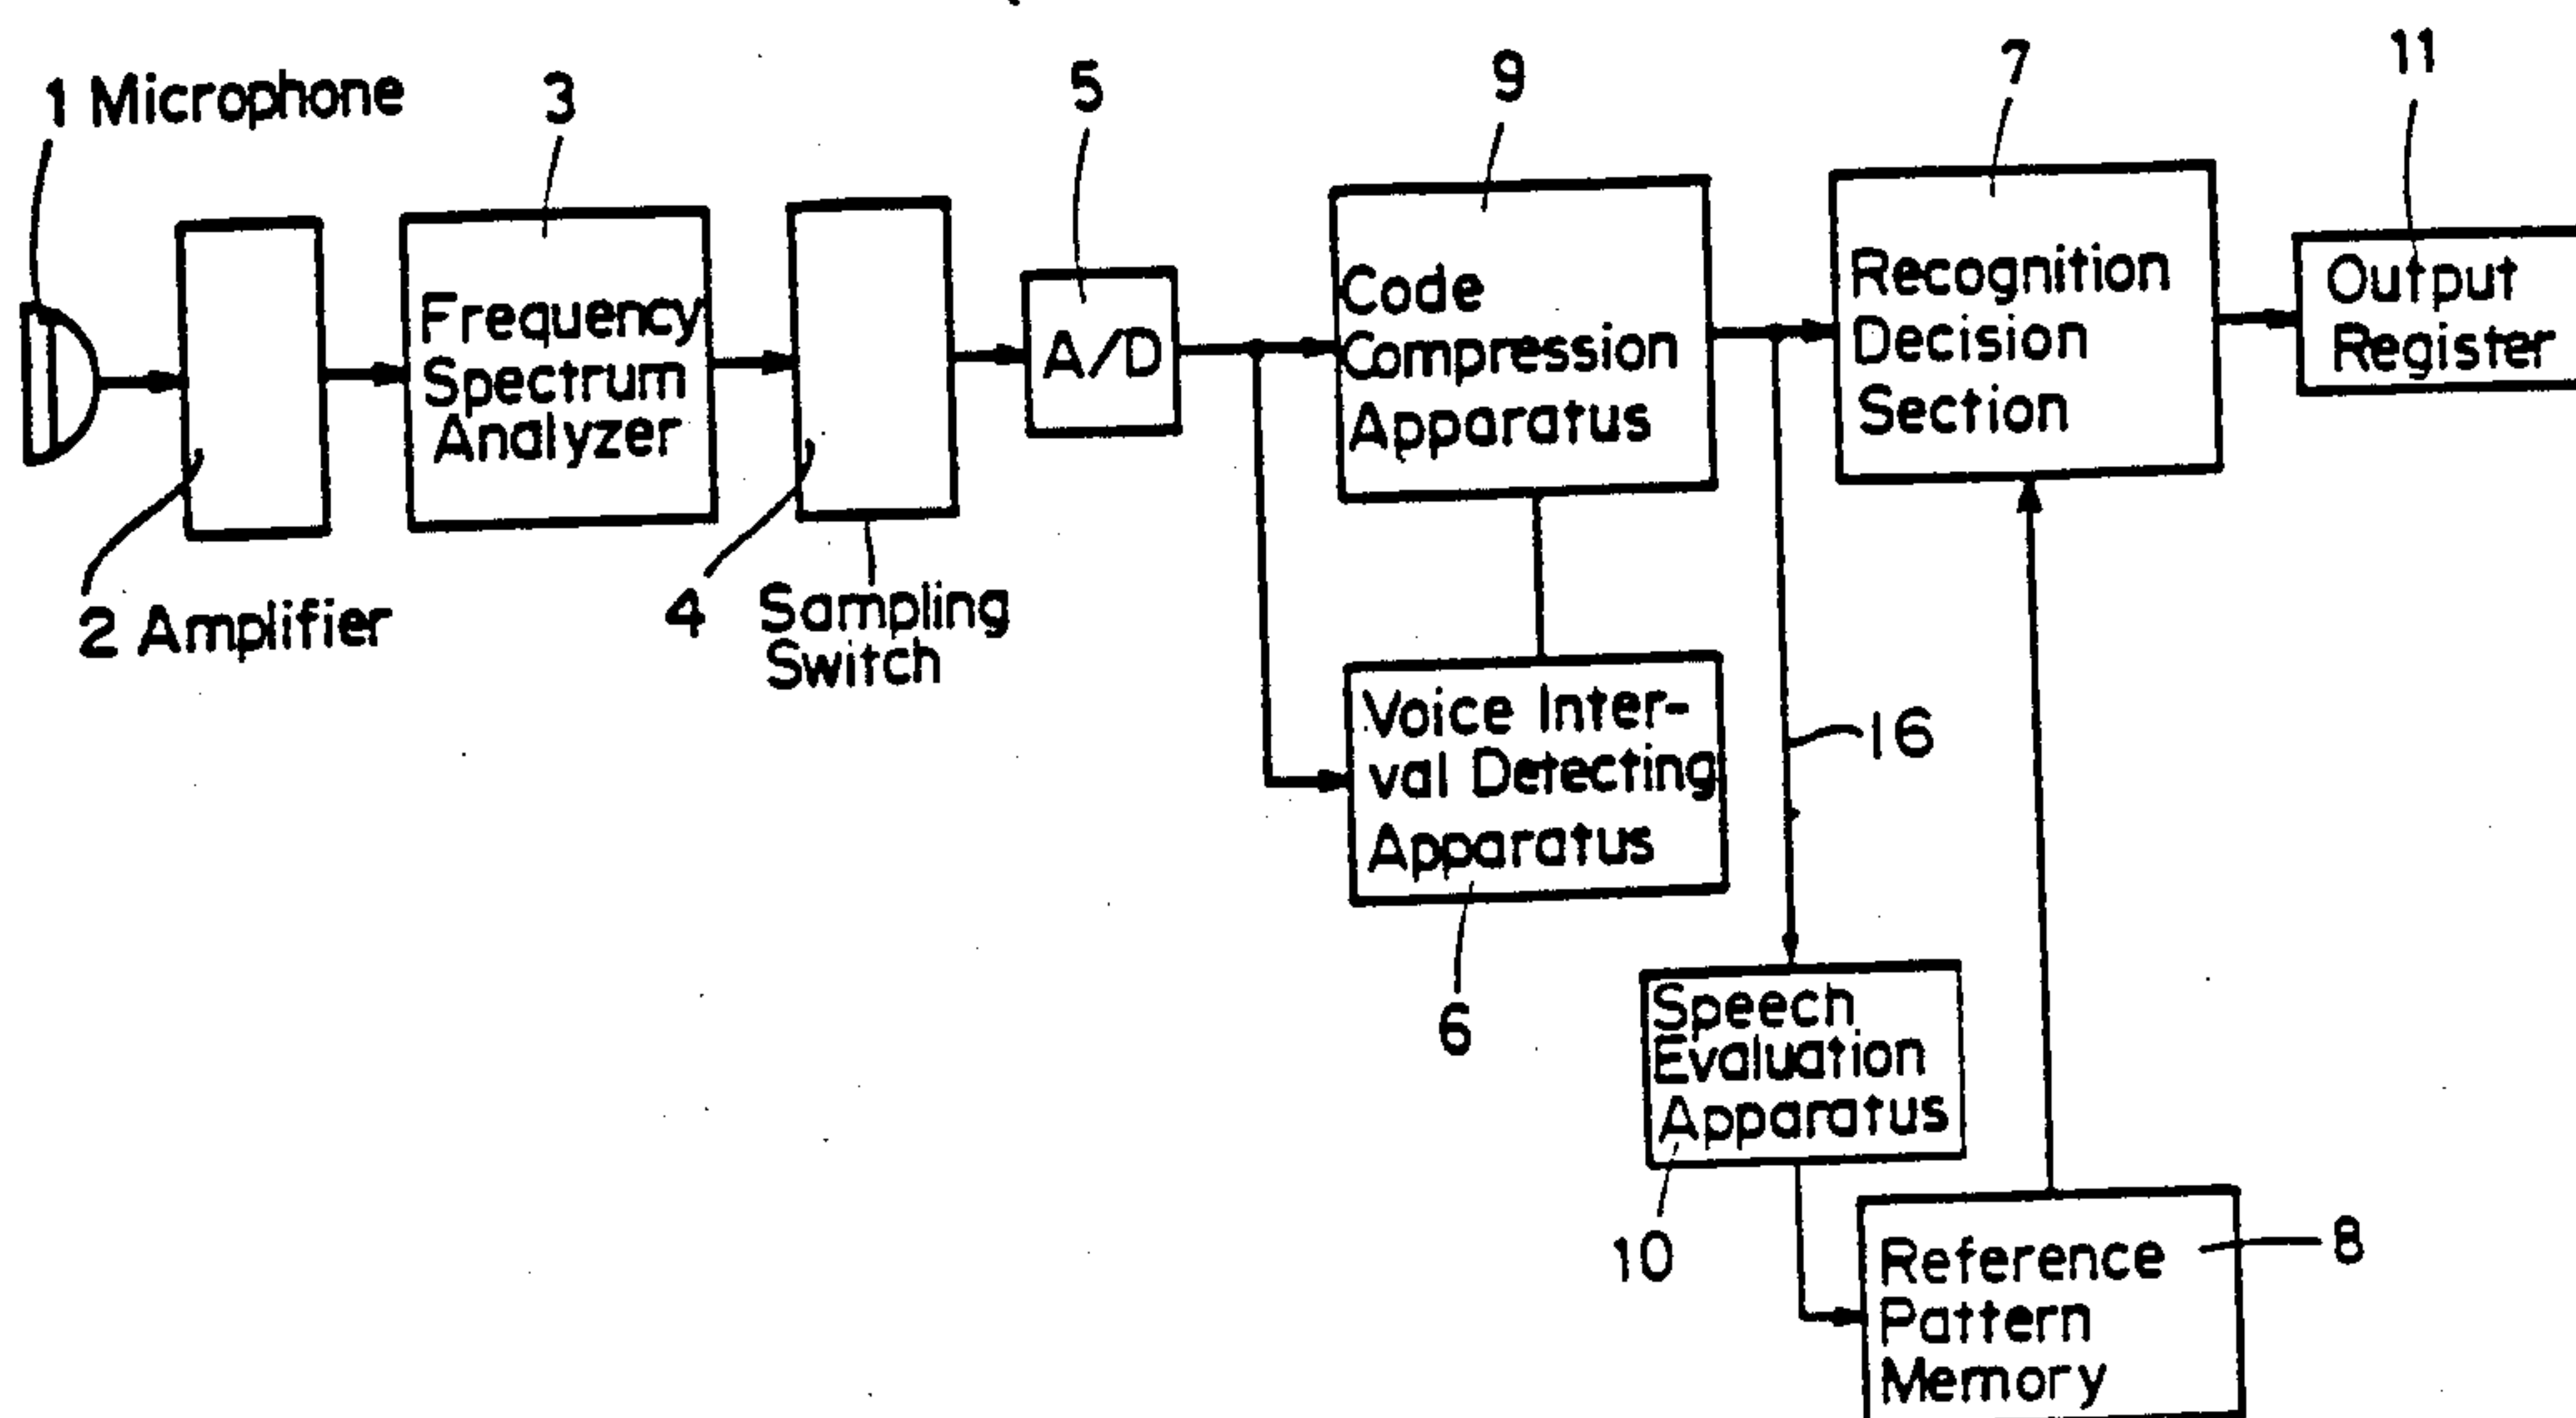 1 Microphone
3
5
9
7
11
Frequency
Spectrum
Analyzer
A/D
Code
Compression
Apparatus
Recognition
Decision
Section
Output
Register
2 Amplifier
4
Sampling
Switch
Voice Inter-
val Detecting
Apparatus
16
6
Speech
Evaluation
Apparatus
10
Reference
Pattern
Memory
8